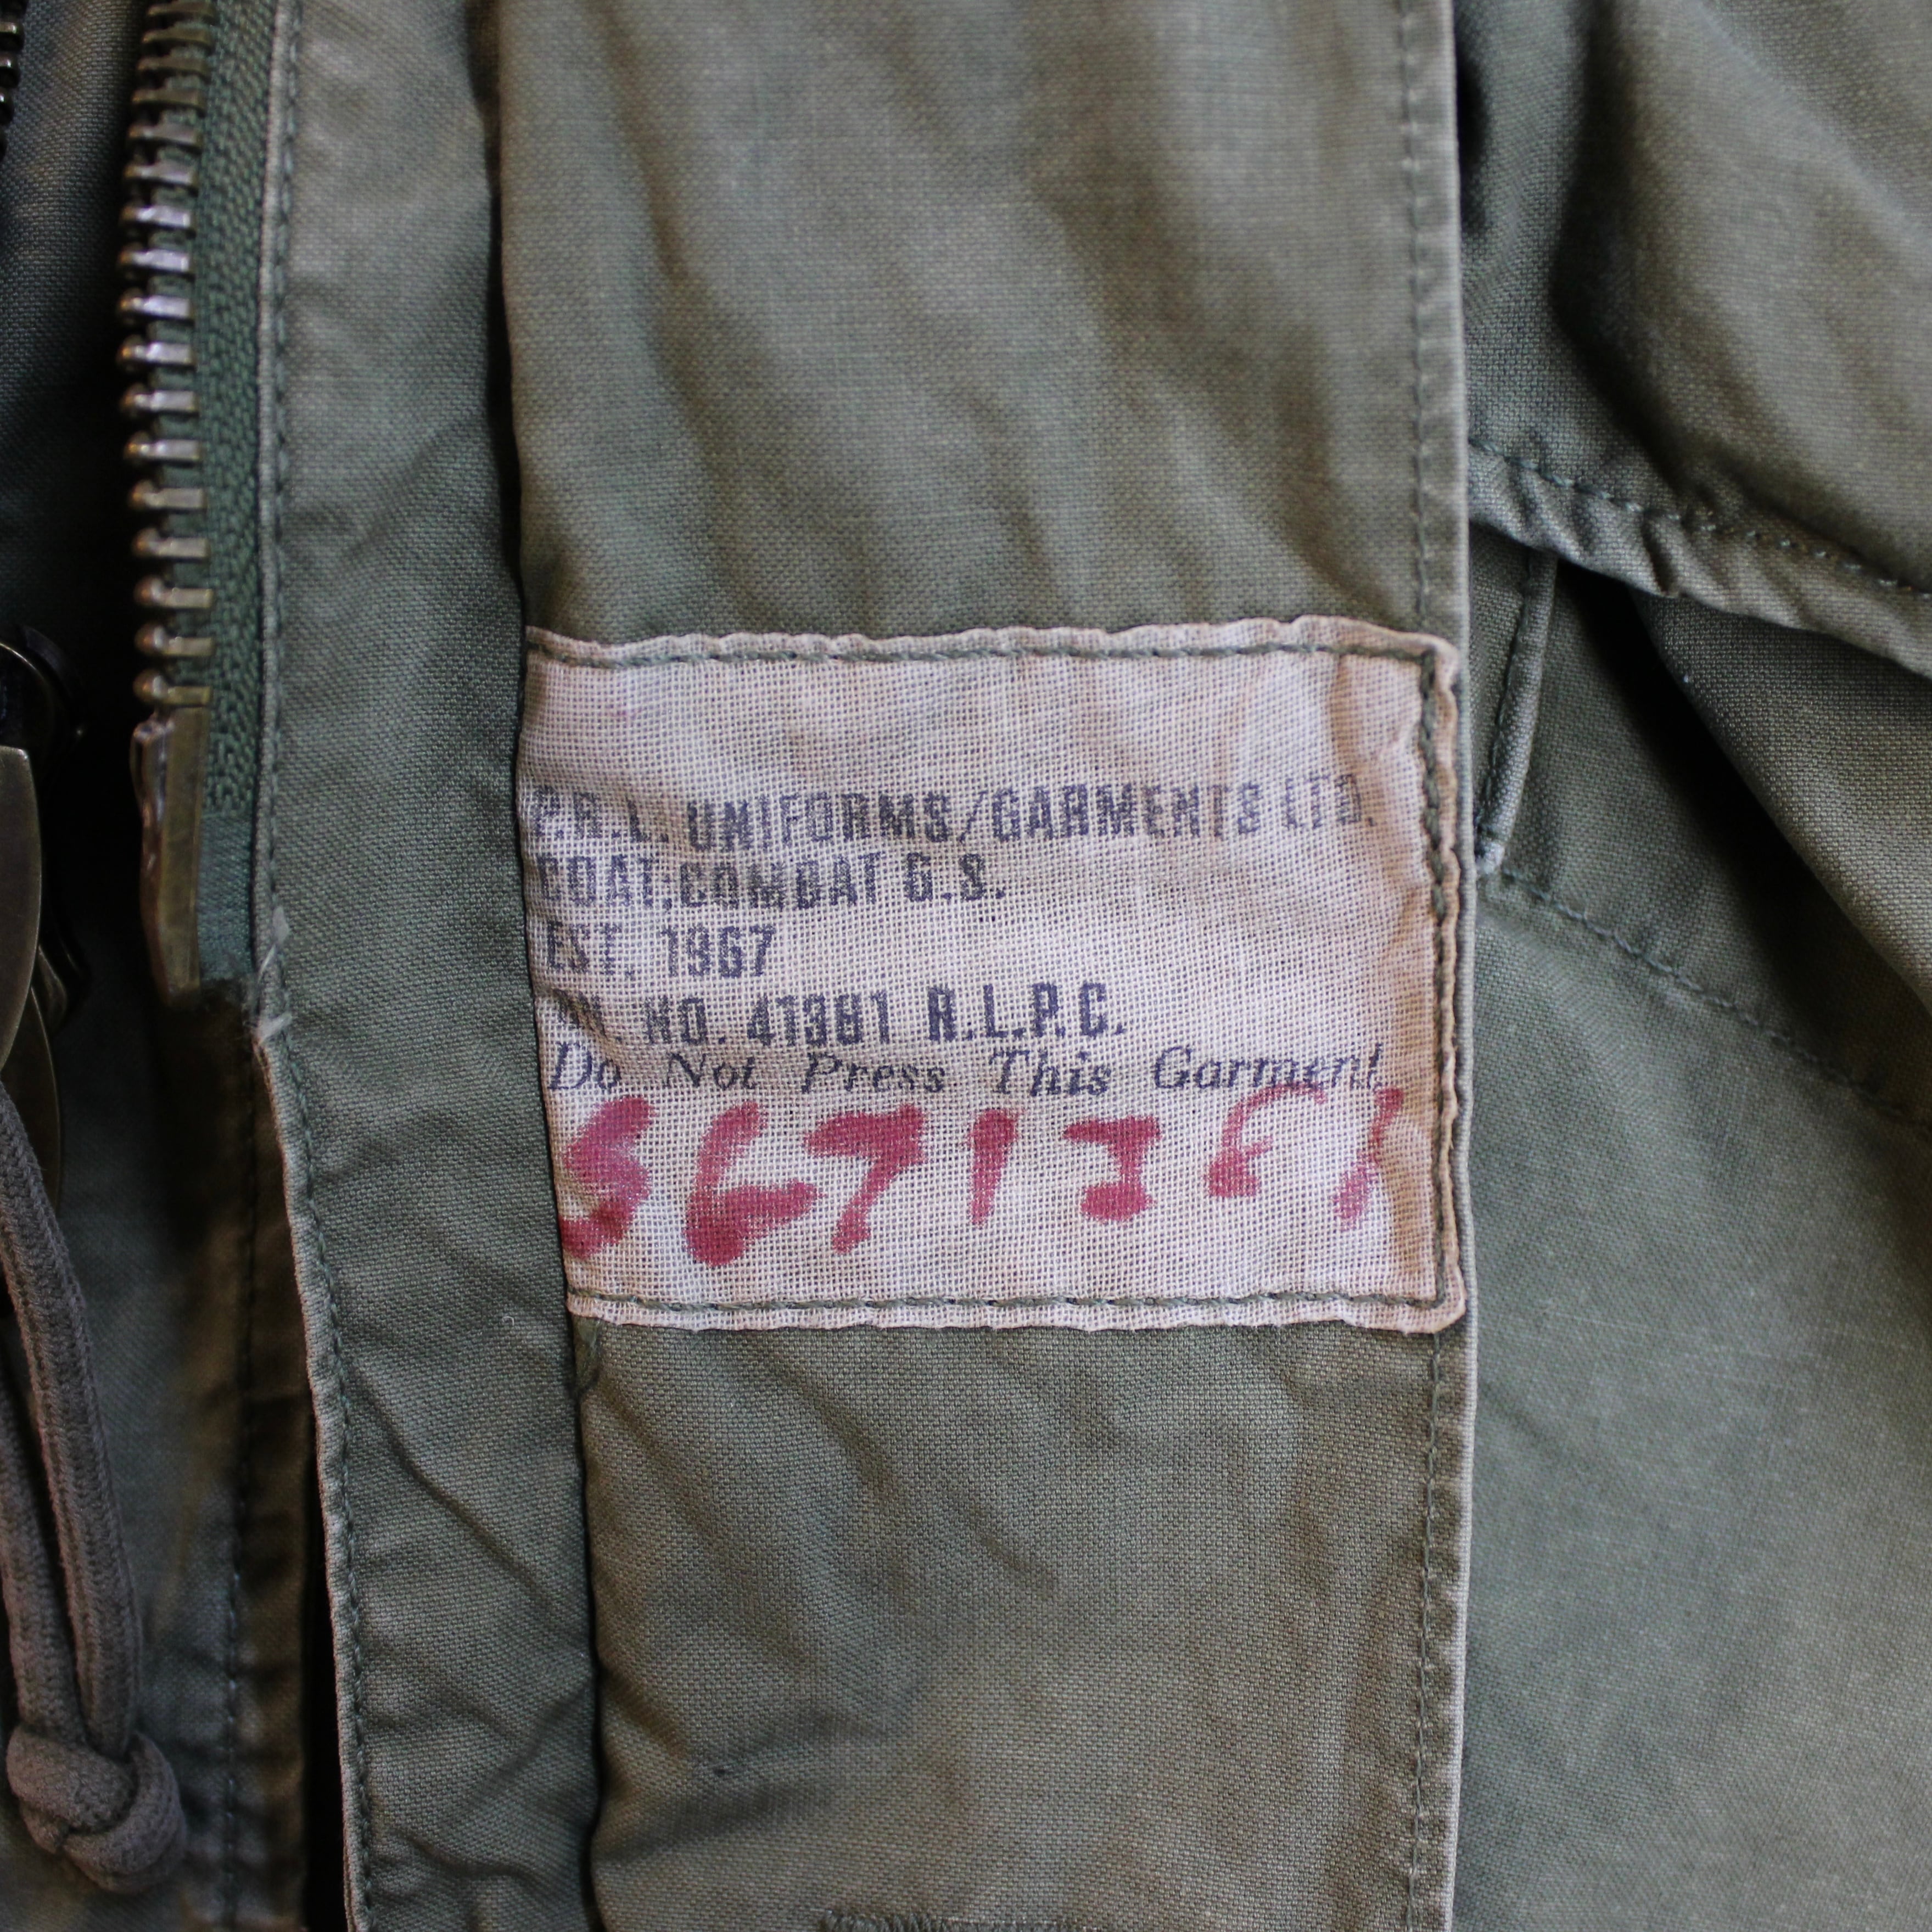 P.R.L. UNIFORMS/GARMENTS LTD.
COAT;COMBAT G.S.
EST. 1967
NO. 41381 R.L.P.C.
Do Not Press This Garment